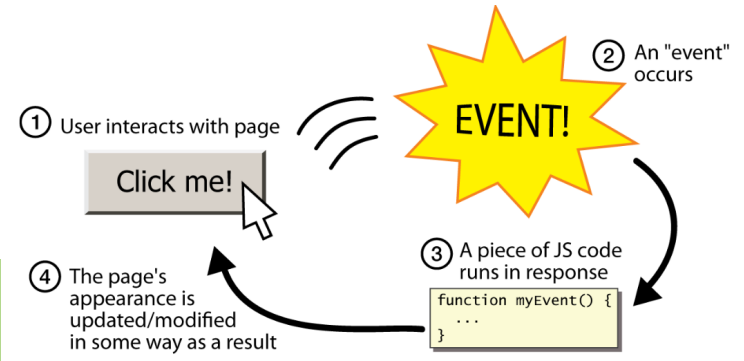 1 User interacts with page
Click me!
EVENT!
2 An "event"
occurs
3 A piece of JS code
runs in response
function myEvent() {
...
}
4 The page's
appearance is
updated/modified
in some way as a result